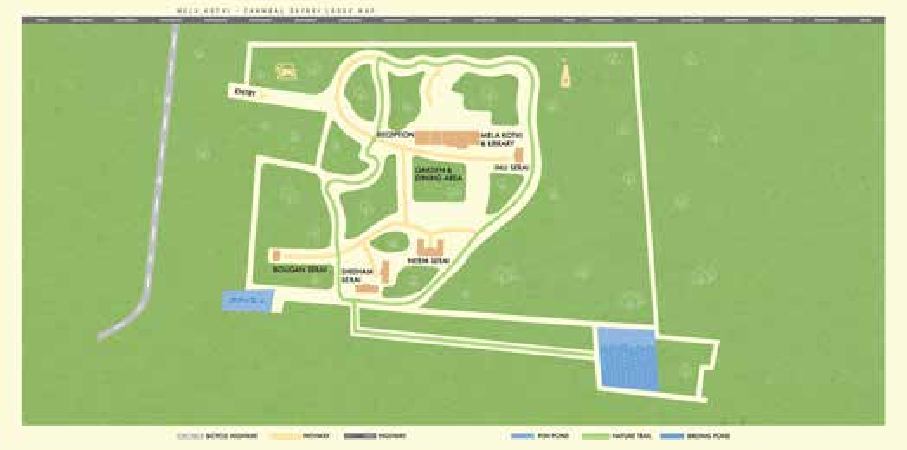 MELA KOTHI - CHAMBAL SAFARI LODGE MAP
ENTRY
RECEPTION
MELA KOTHI
& LIBRARY
IMLI SERAI
GARDEN &
DINING AREA
NEEM SERAI
BOUGAN SERAI
SHISHAM
SERAI
BICYCLE HIGHWAY
PATHWAY
HIGHWAY
FISH POND
NATURE TRAIL
BIRDING POND